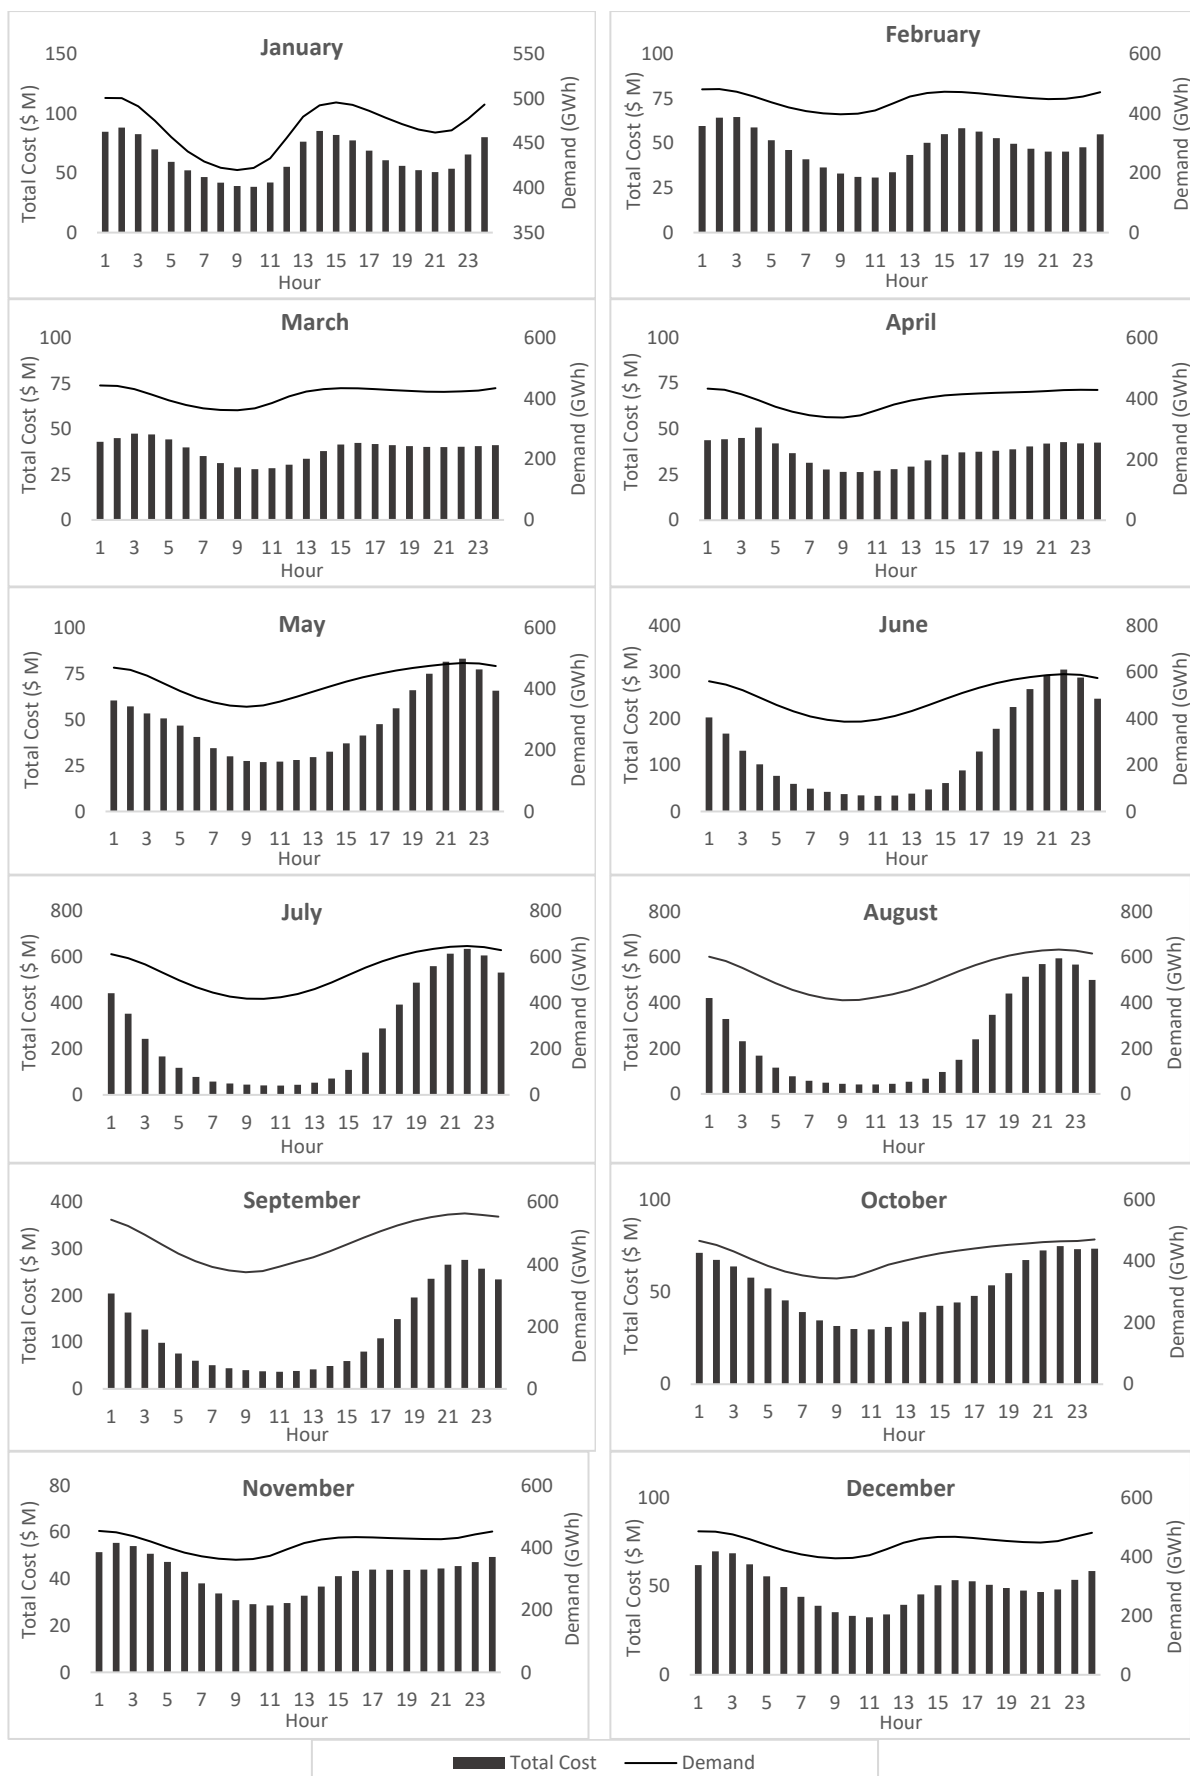 January
Total Cost ($ M)
150
100
50
0
550
500
450
400
350
Demand (GWh)
1 3 5 7 9 11 13 15 17 19 21 23
Hour
February
Total Cost ($ M)
100
75
50
25
0
600
400
200
0
Demand (GWh)
1 3 5 7 9 11 13 15 17 19 21 23
Hour
March
Total Cost ($ M)
100
75
50
25
0
600
400
200
0
Demand (GWh)
1 3 5 7 9 11 13 15 17 19 21 23
Hour
April
Total Cost ($ M)
100
75
50
25
0
600
400
200
0
Demand (GWh)
1 3 5 7 9 11 13 15 17 19 21 23
Hour
May
Total Cost ($ M)
100
75
50
25
0
600
400
200
0
Demand (GWh)
1 3 5 7 9 11 13 15 17 19 21 23
Hour
June
Total Cost ($ M)
400
300
200
100
0
800
600
400
200
0
Demand (GWh)
1 3 5 7 9 11 13 15 17 19 21 23
Hour
July
Total Cost ($ M)
800
600
400
200
0
800
600
400
200
0
Demand (GWh)
1 3 5 7 9 11 13 15 17 19 21 23
Hour
August
Total Cost ($ M)
800
600
400
200
0
800
600
400
200
0
Demand (GWh)
1 3 5 7 9 11 13 15 17 19 21 23
Hour
September
Total Cost ($ M)
400
300
200
100
0
600
400
200
0
Demand (GWh)
1 3 5 7 9 11 13 15 17 19 21 23
Hour
October
Total Cost ($ M)
100
50
0
600
400
200
0
Demand (GWh)
1 3 5 7 9 11 13 15 17 19 21 23
Hour
November
Total Cost ($ M)
80
60
40
20
0
600
400
200
0
Demand (GWh)
1 3 5 7 9 11 13 15 17 19 21 23
Hour
December
Total Cost ($ M)
100
50
0
600
400
200
0
Demand (GWh)
1 3 5 7 9 11 13 15 17 19 21 23
Hour
Total Cost Demand